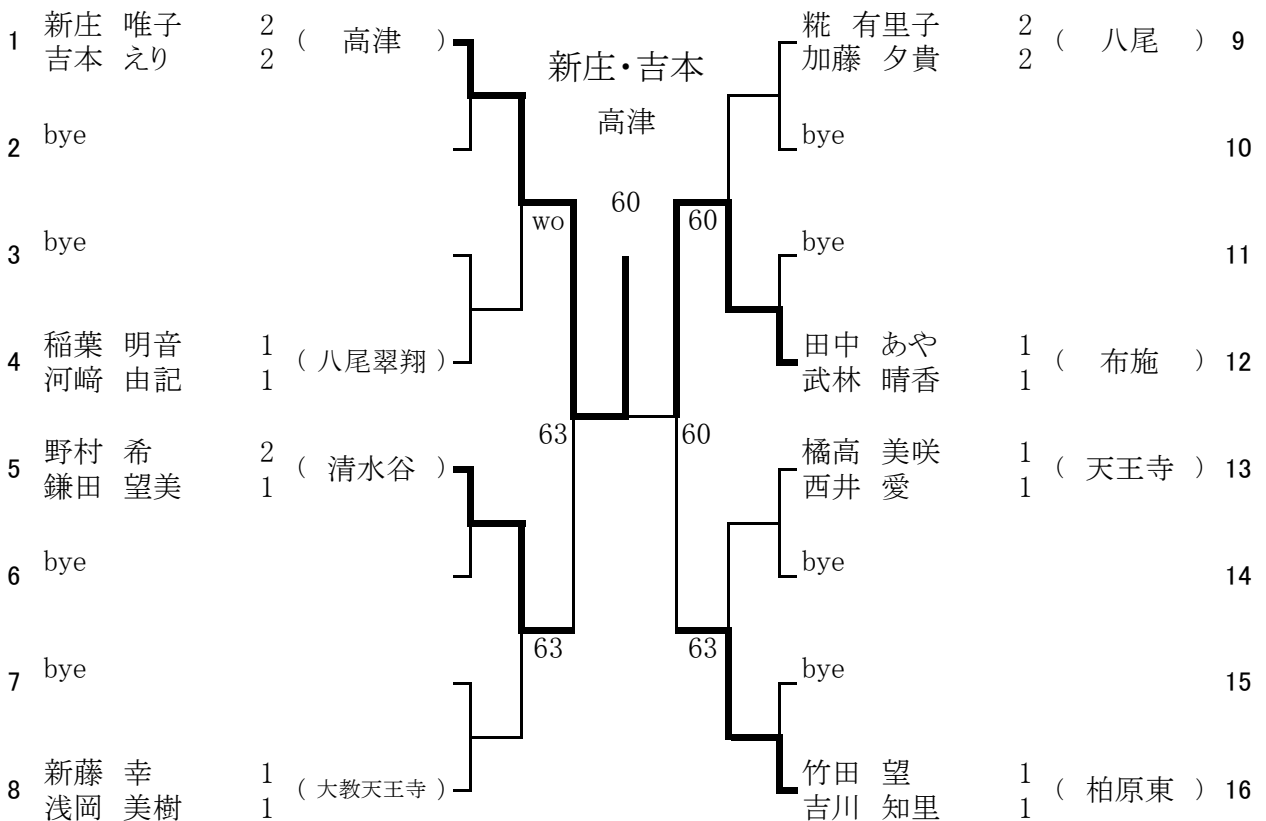 1 新庄 唯子 2 ( 高津 )
吉本 えり 2
2 bye
3 bye
4 稲葉 明音 1 ( 八尾翠翔 )
河﨑 由記 1
5 野村 希 2 ( 清水谷 )
鎌田 望美 1
6 bye
7 bye
8 新藤 幸 1 ( 大教天王寺 )
浅岡 美樹 1
新庄・吉本
高津
60
wo
60
63
60
63
63
糀 有里子 2 ( 八尾 ) 9
加藤 夕貴 2
bye 10
bye 11
田中 あや 1 ( 布施 ) 12
武林 晴香 1
橘高 美咲 1 ( 天王寺 ) 13
西井 愛 1
bye 14
bye 15
竹田 望 1 ( 柏原東 ) 16
吉川 知里 1